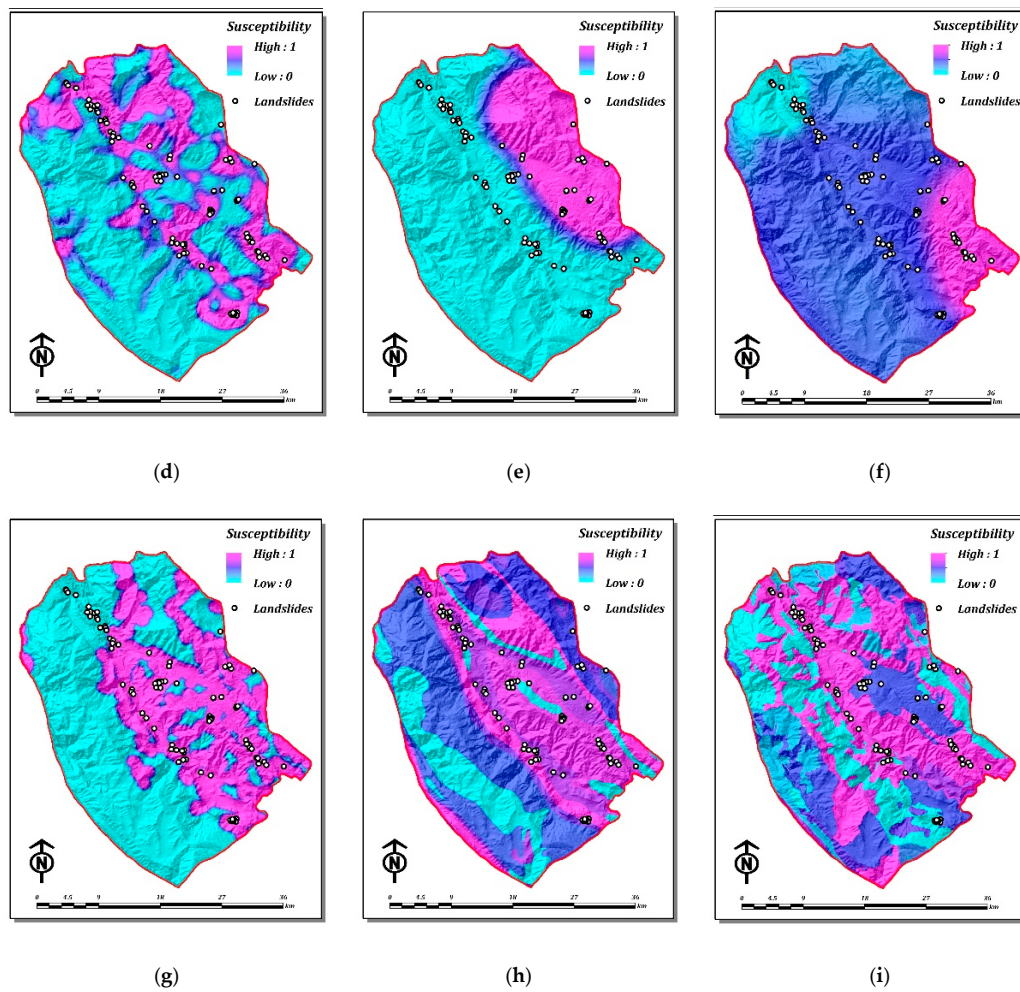 Susceptibility
High : 1
Low : 0
Landslides
N
0 4.5 9 18 27 36
km
Susceptibility
High : 1
Low : 0
Landslides
N
0 4.5 9 18 27 36
km
Susceptibility
High : 1
Low : 0
Landslides
N
0 4.5 9 18 27 36
km
(d) (e) (f)
Susceptibility
High : 1
Low : 0
Landslides
N
0 4.5 9 18 27 36
km
Susceptibility
High : 1
Low : 0
Landslides
N
0 4.5 9 18 27 36
km
Susceptibility
High : 1
Low : 0
Landslides
N
0 4.5 9 18 27 36
km
(g) (h) (i)